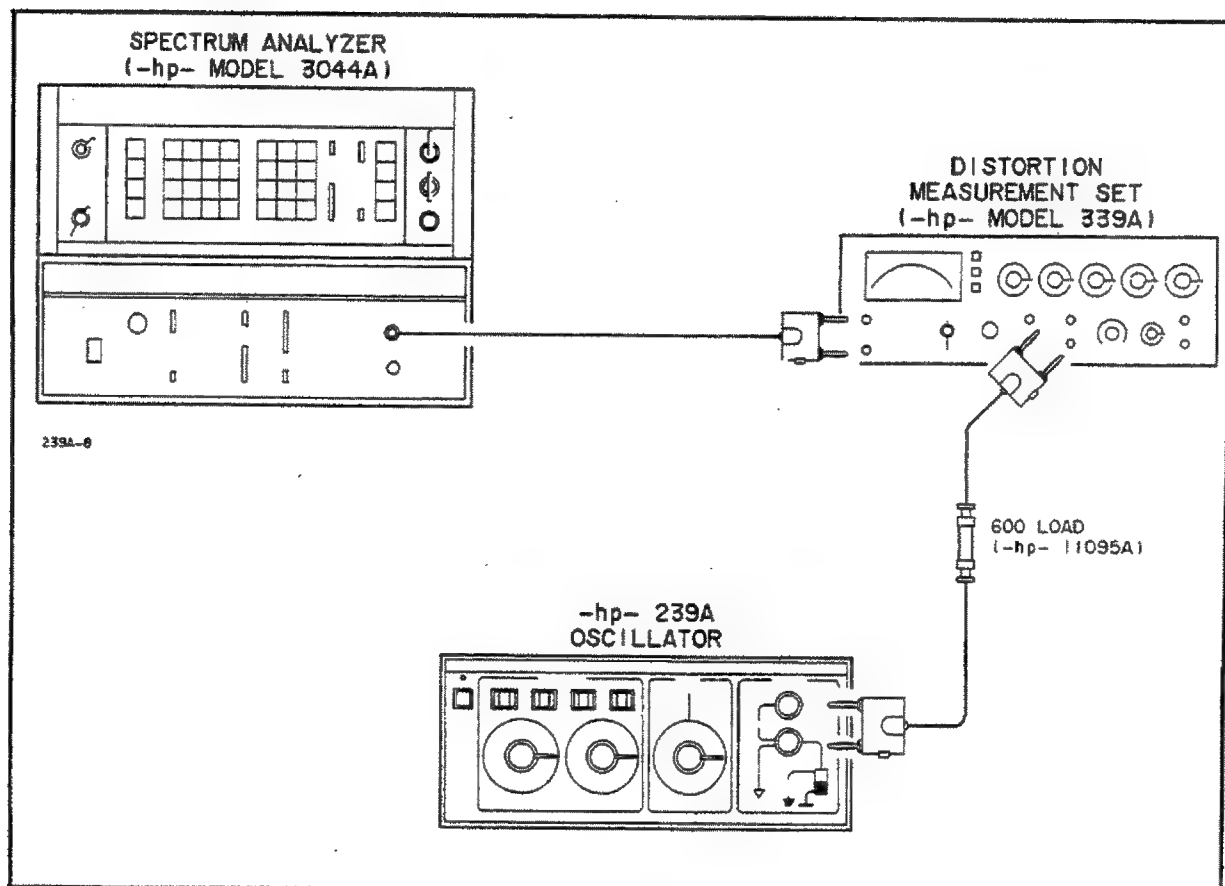 SPECTRUM ANALYZER
(-hp- MODEL 3044A)
DISTORTION
MEASUREMENT SET
(-hp- MODEL 339A)
239A-8
600 LOAD
(-hp- 11095A)
-hp- 239A
OSCILLATOR